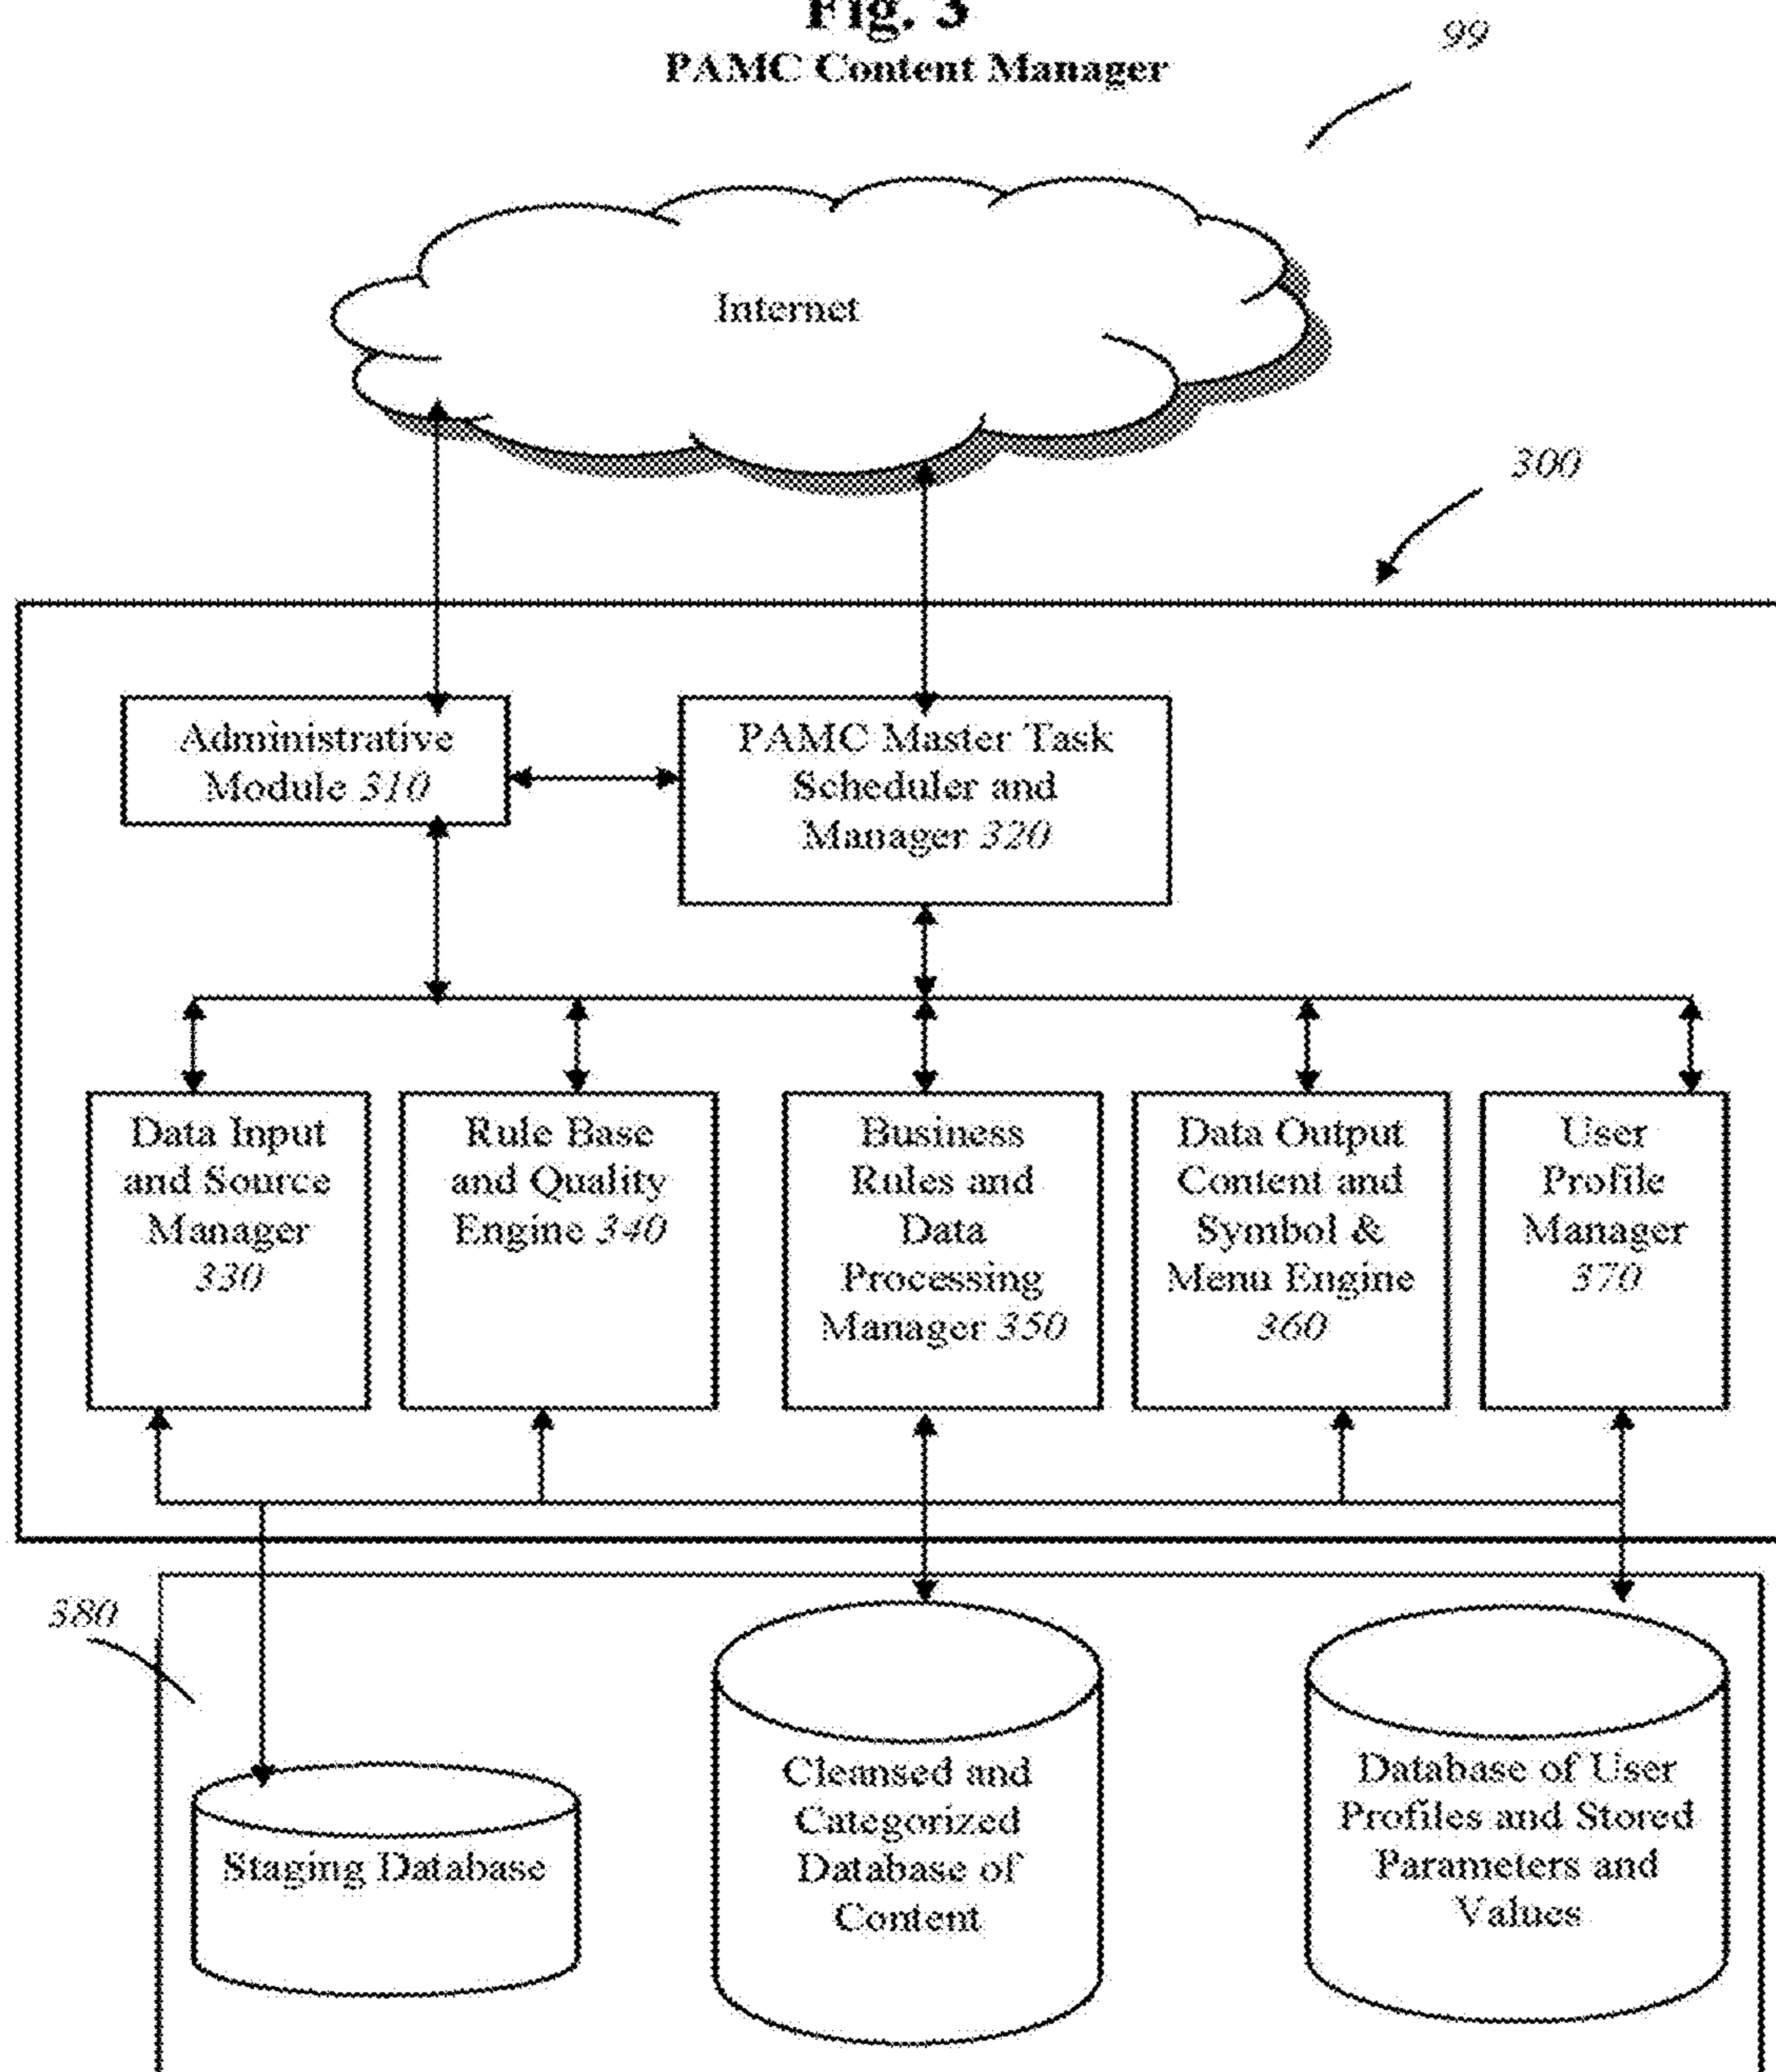 Fig. 3
PAMC Content Manager
99
Internet
300
Administrative
Module 310
PAMC Master Task
Scheduler and
Manager 320
Data Input
and Source
Manager
330
Rule Base
and Quality
Engine 340
Business
Rules and
Data
Processing
Manager 350
Data Output
Content and
Symbol &
Menu Engine
360
User
Profile
Manager
370
380
Staging Database
Cleansed and
Categorized
Database of
Content
Database of User
Profiles and Stored
Parameters and
Values